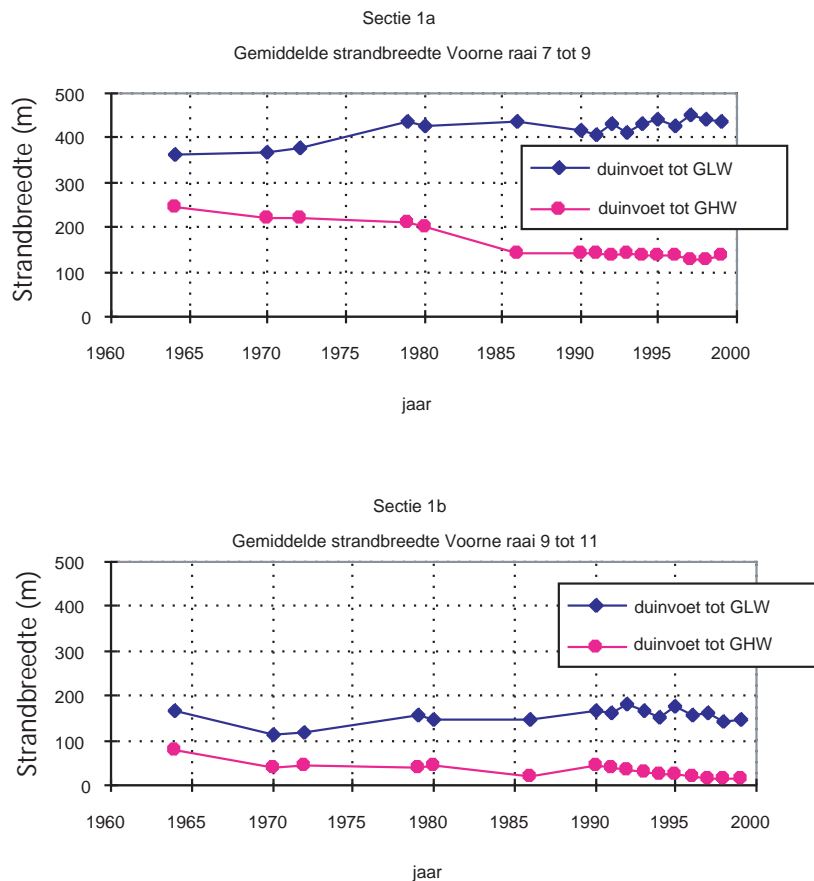 Sectie 1a
Gemiddelde strandbreedte Voorne raai 7 tot 9
Strandbreedte (m)
500
400
300
200
100
0
duinvoet tot GLW
duinvoet tot GHW
1960 1965 1970 1975 1980 1985 1990 1995 2000
jaar
Sectie 1b
Gemiddelde strandbreedte Voorne raai 9 tot 11
Strandbreedte (m)
500
400
300
200
100
0
duinvoet tot GLW
duinvoet tot GHW
1960 1965 1970 1975 1980 1985 1990 1995 2000
jaar